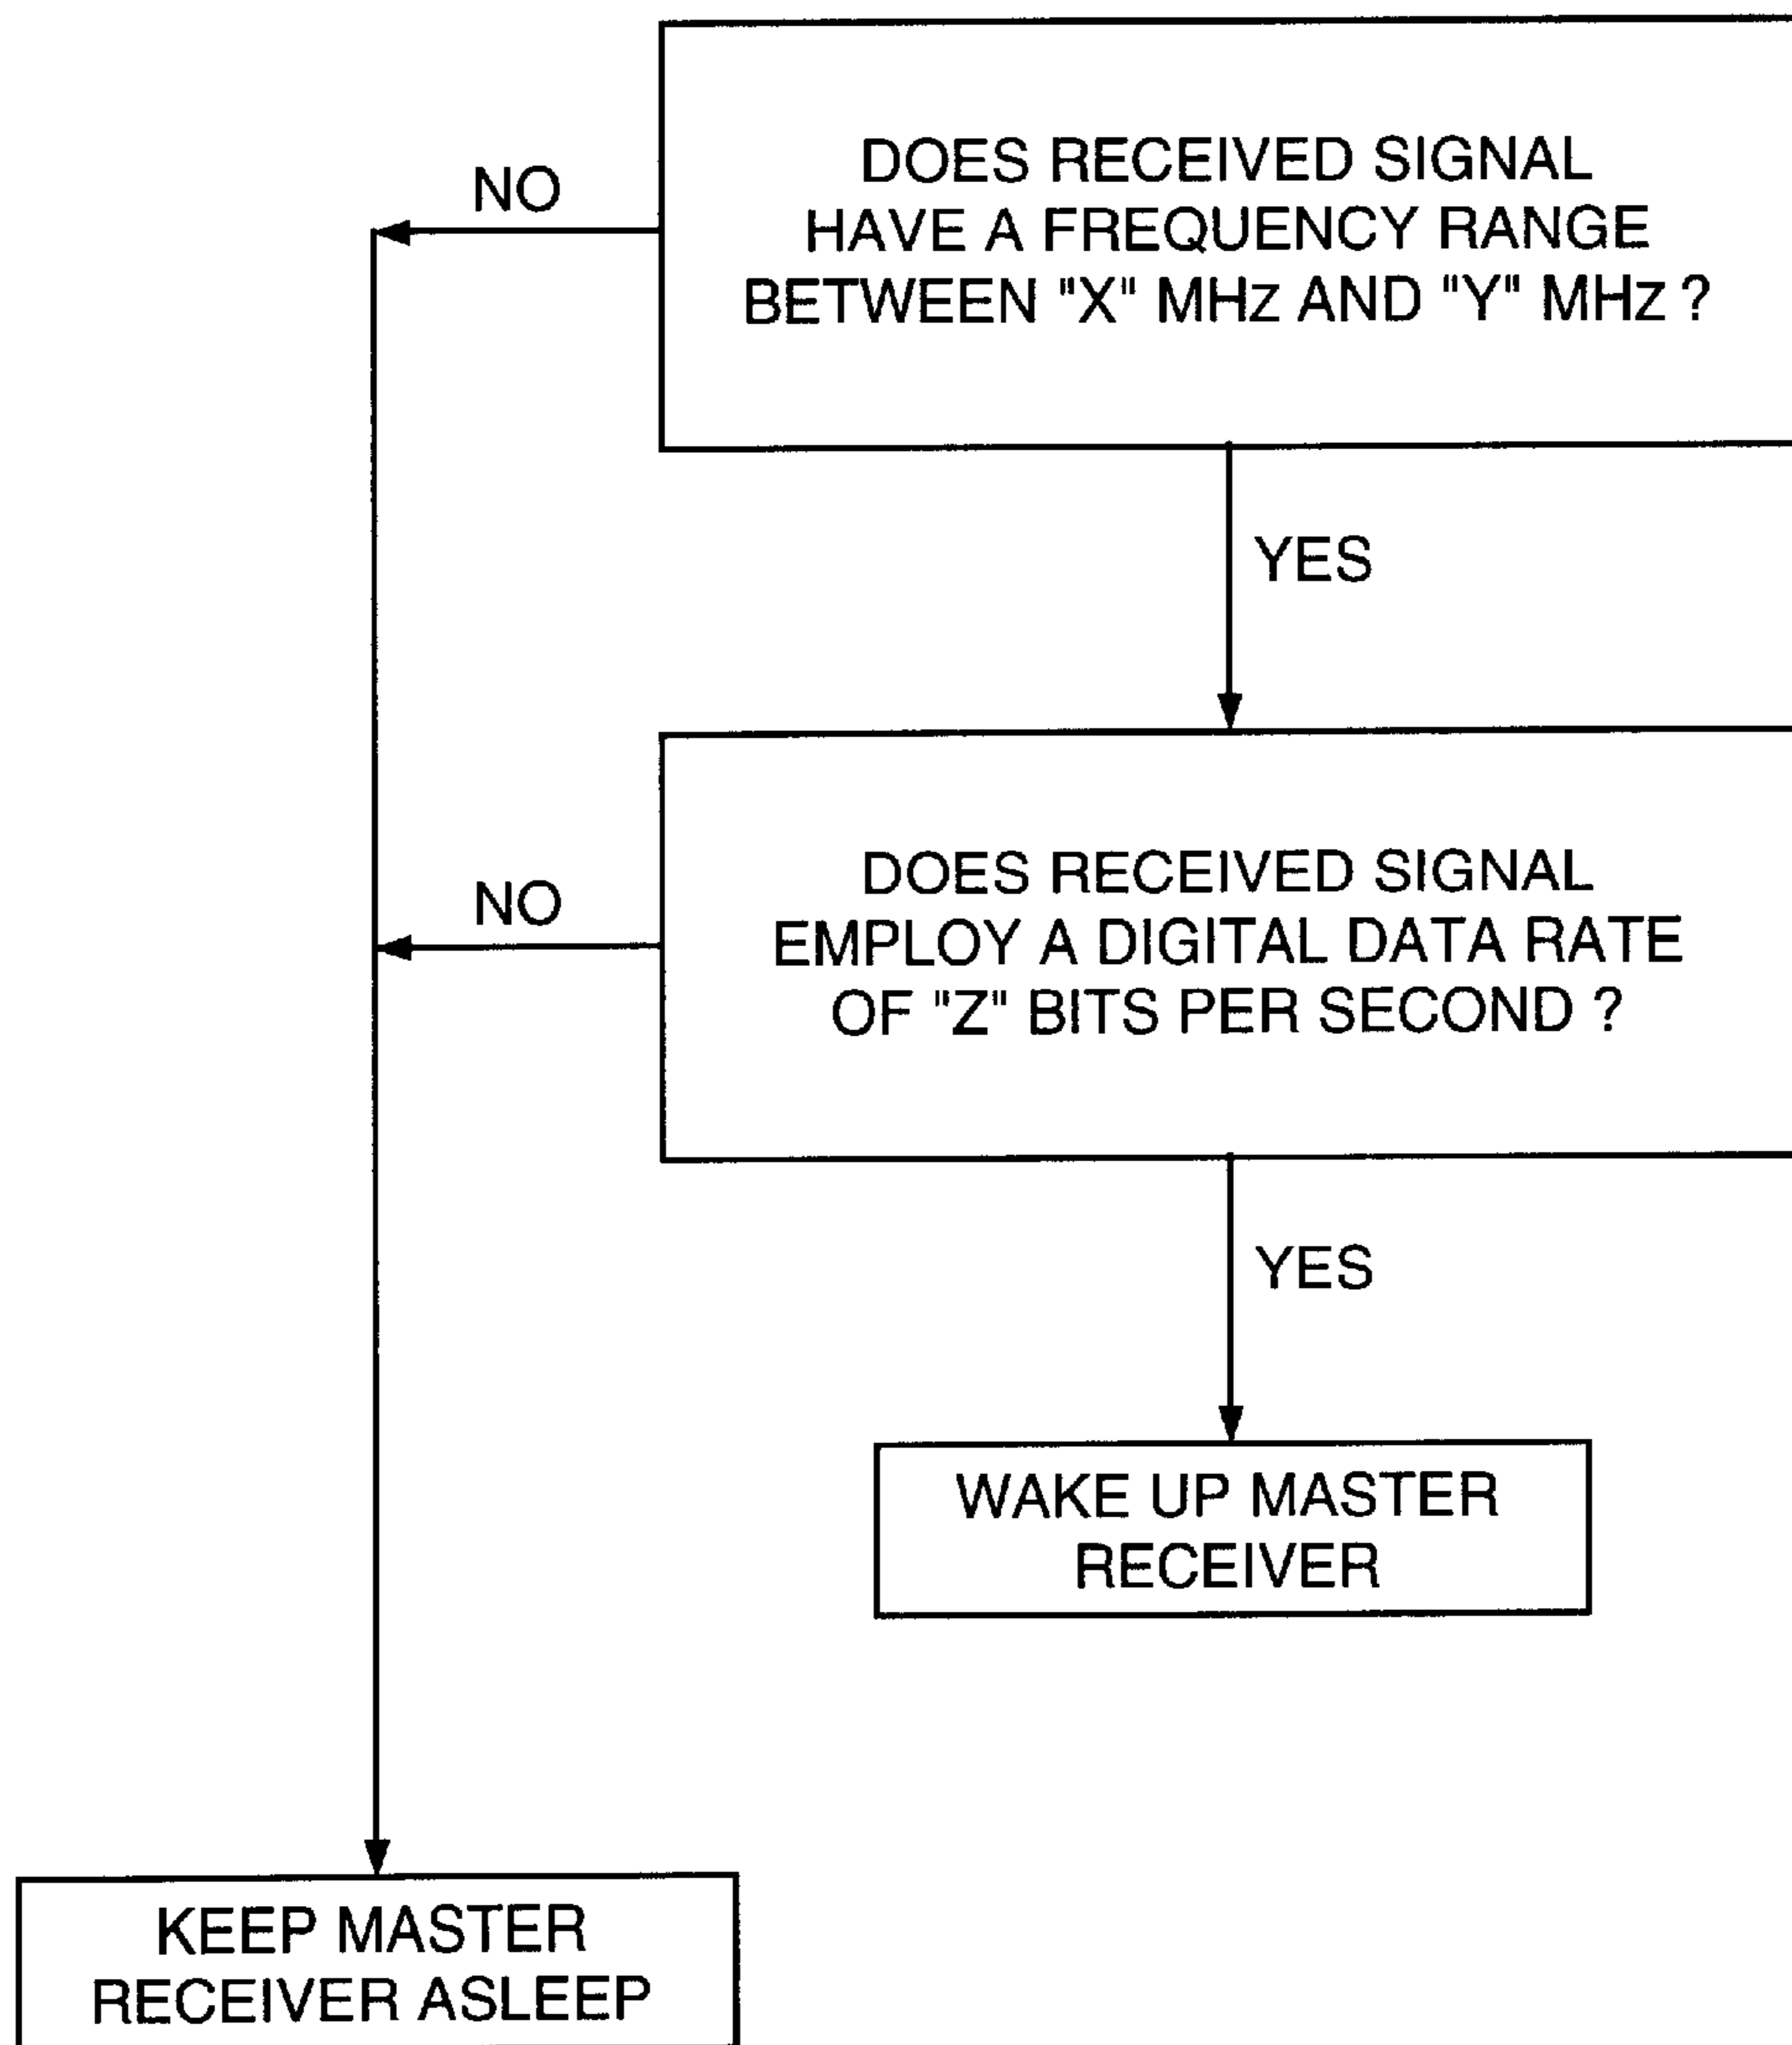 DOES RECEIVED SIGNAL
HAVE A FREQUENCY RANGE
BETWEEN "X" MHz AND "Y" MHz ?
NO
YES
DOES RECEIVED SIGNAL
EMPLOY A DIGITAL DATA RATE
OF "Z" BITS PER SECOND ?
NO
YES
WAKE UP MASTER
RECEIVER
KEEP MASTER
RECEIVER ASLEEP